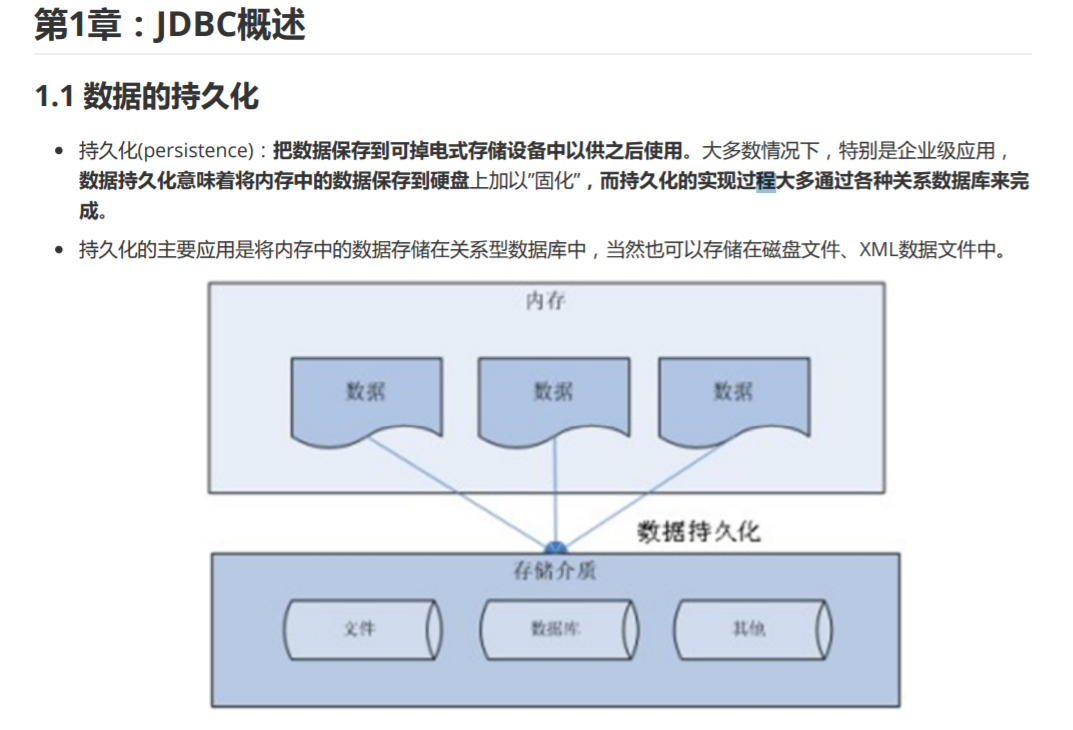 第1章：JDBC概述
1.1 数据的持久化
持久化(persistence)：把数据保存到可掉电式存储设备中以供之后使用。大多数情况下，特别是企业级应用，
数据持久化意味着将内存中的数据保存到硬盘上加以”固化”，而持久化的实现过程大多通过各种关系数据库来完
成。
持久化的主要应用是将内存中的数据存储在关系型数据库中，当然也可以存储在磁盘文件、XML数据文件中。
内存
数据 数据 数据
数据持久化
存储介质
文件 数据库 其他